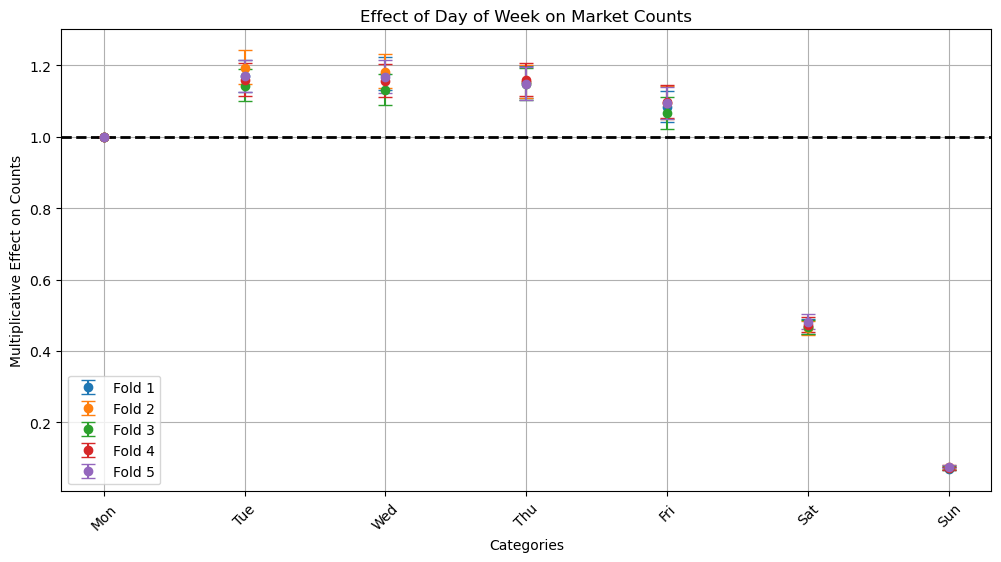 Effect of Day of Week on Market Counts
Multiplicative Effect on Counts
1.2
1.0
0.8
0.6
0.4
0.2
Fold 1
Fold 2
Fold 3
Fold 4
Fold 5
Mon
Tue
Wed
Thu
Fri
Sat
Sun
Categories